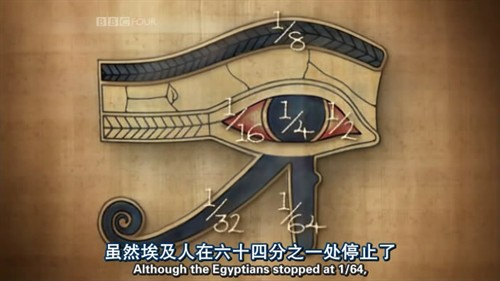 BBC FOUR
1/8
1/16
1/4
1/2
1/32
1/64
虽然埃及人在六十四分之一处停止了
Although the Egyptians stopped at 1/64,